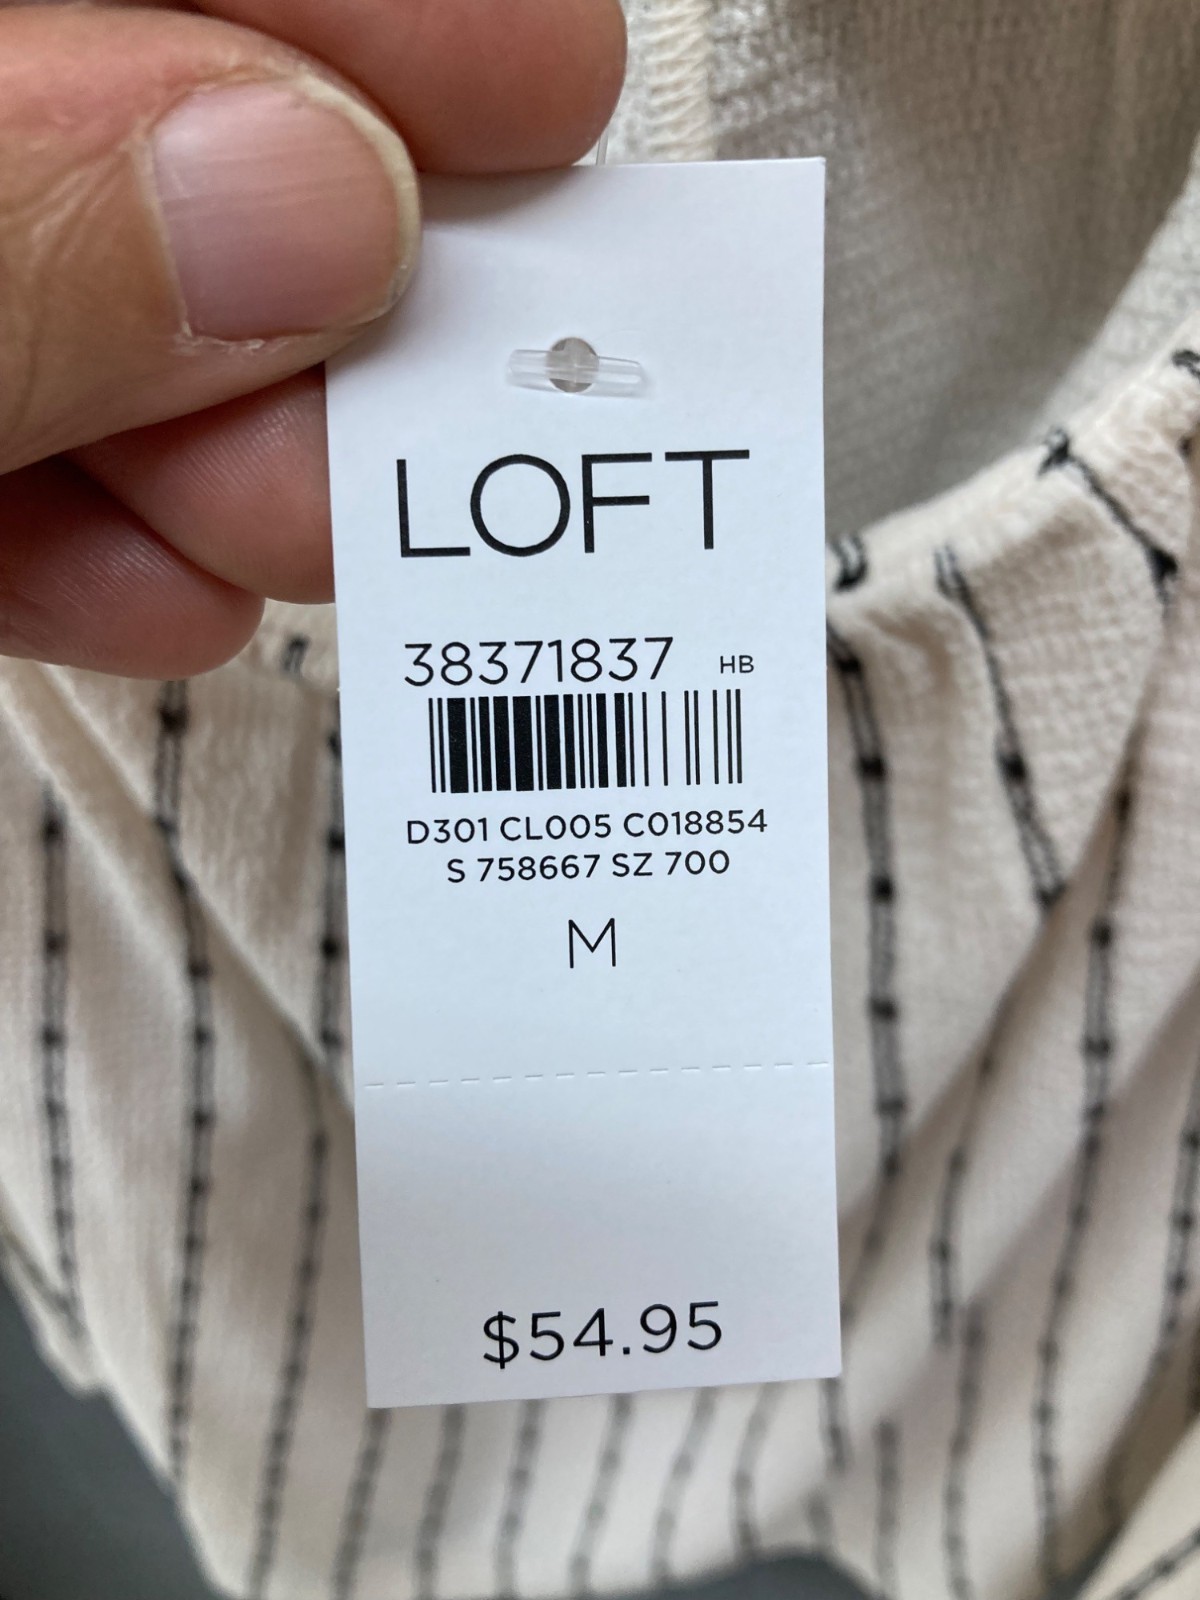 LOFT
38371837 HB
D301 CL005 C018854
S 758667 SZ 700
M
$54.95